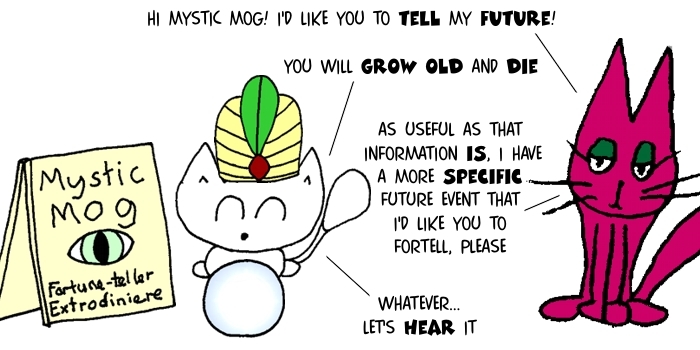 HI MYSTIC MOG! I'D LIKE YOU TO TELL MY FUTURE!
YOU WILL GROW OLD AND DIE
AS USEFUL AS THAT
INFORMATION IS, I HAVE
A MORE SPECIFIC
FUTURE EVENT THAT
I'D LIKE YOU TO
FORTELL, PLEASE
WHATEVER...
LET'S HEAR IT
Mystic
Mog
Fortune-teller
Extrodiniere